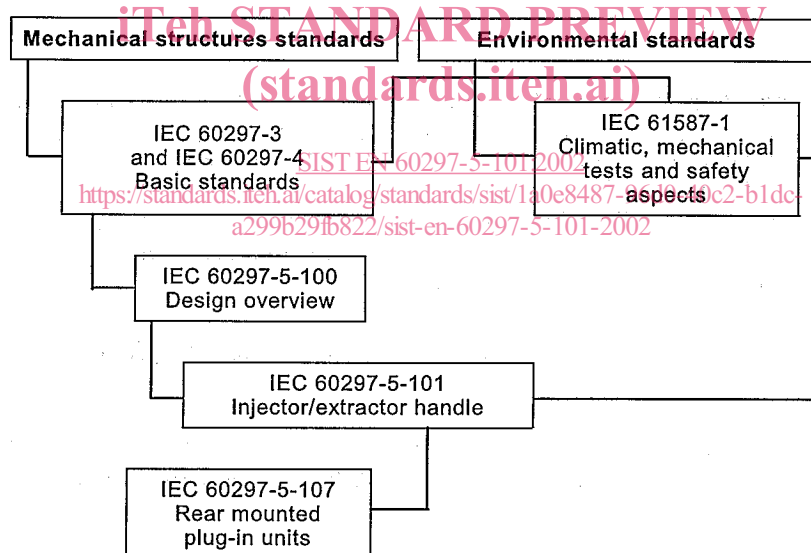 iTeh STANDARD PREVIEW
Mechanical structures standards
Environmental standards
(standards.iteh.ai)
IEC 60297-3
and IEC 60297-4
Basic standards
IEC 61587-1
Climatic, mechanical
tests and safety
aspects
SIST EN 60297-5-101:2002
https://standards.iteh.ai/catalog/standards/sist/1a0e8487-
0c2-b1dc-
a299b29fb822/sist-en-60297-5-101-2002
IEC 60297-5-100
Design overview
IEC 60297-5-101
Injector/extractor handle
IEC 60297-5-107
Rear mounted
plug-in units